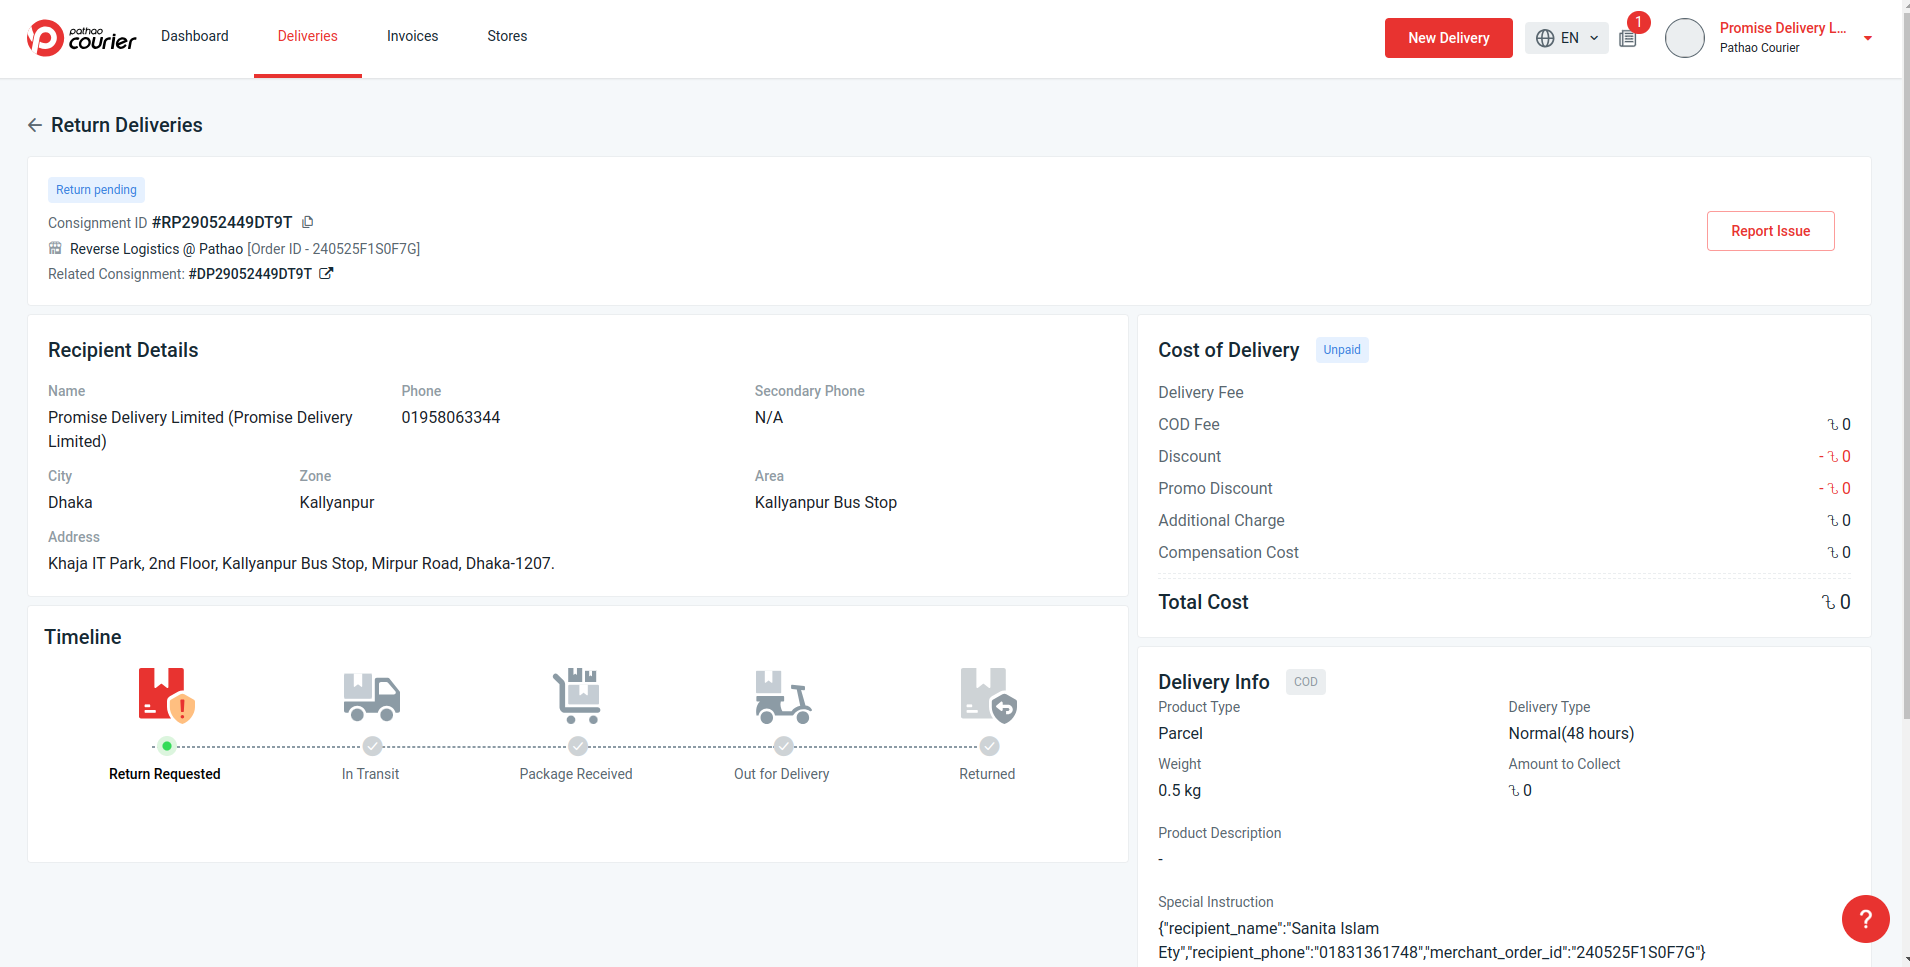 pathao
courier
Dashboard
Deliveries
Invoices
Stores
New Delivery
EN
1
Promise Delivery L...
Pathao Courier
Return Deliveries
Return pending
Consignment ID #RP29052449DT9T
Reverse Logistics @ Pathao [Order ID - 240525F1S0F7G]
Related Consignment: #DP29052449DT9T
Report Issue
Recipient Details
Name
Promise Delivery Limited (Promise Delivery
Limited)
Phone
01958063344
Secondary Phone
N/A
City
Dhaka
Zone
Kallyanpur
Area
Kallyanpur Bus Stop
Address
Khaja IT Park, 2nd Floor, Kallyanpur Bus Stop, Mirpur Road, Dhaka-1207.
Timeline
Return Requested
In Transit
Package Received
Out for Delivery
Returned
Cost of Delivery Unpaid
Delivery Fee
COD Fee ৳ 0
Discount - ৳ 0
Promo Discount - ৳ 0
Additional Charge ৳ 0
Compensation Cost ৳ 0
Total Cost ৳ 0
Delivery Info COD
Product Type
Parcel
Delivery Type
Normal(48 hours)
Weight
0.5 kg
Amount to Collect
৳ 0
Product Description
-
Special Instruction
{"recipient_name":"Sanita Islam
Ety","recipient_phone":"01831361748","merchant_order_id":"240525F1S0F7G"}
?